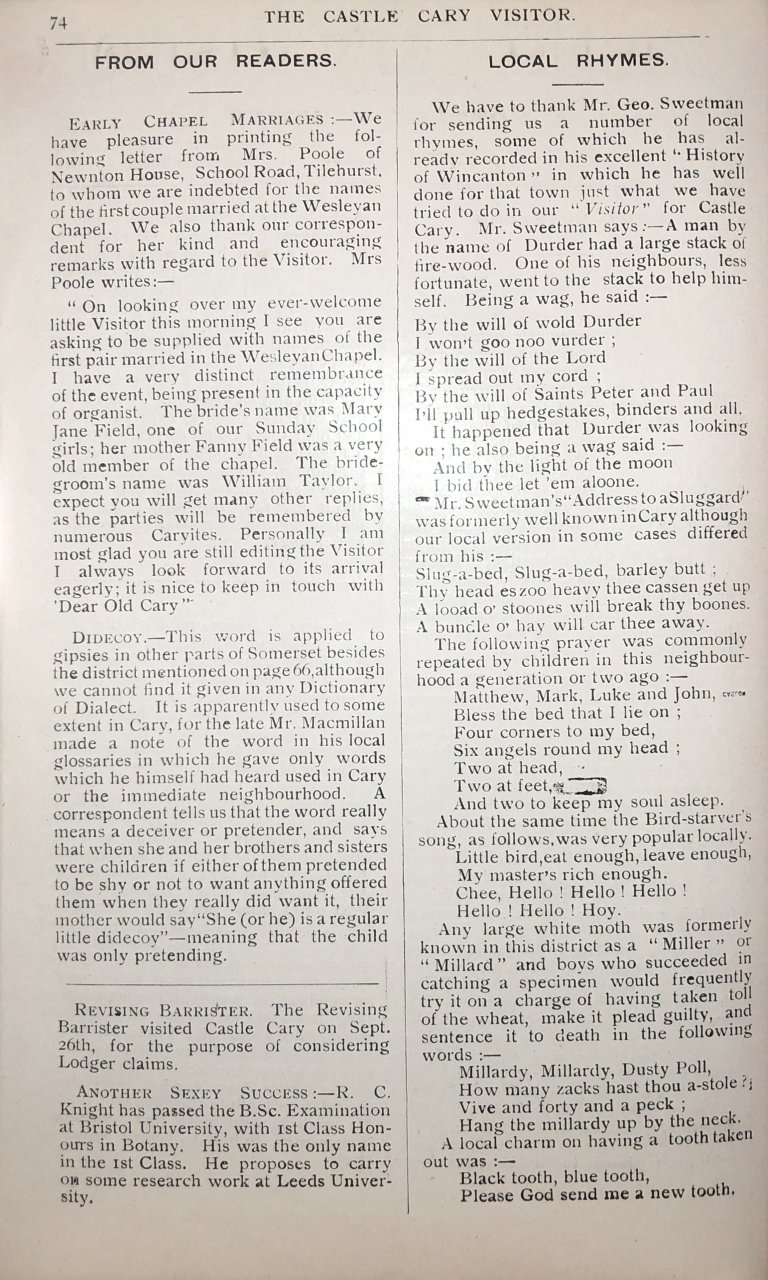 74
THE CASTLE CARY VISITOR.
FROM OUR READERS.
EARLY CHAPEL MARRIAGES :—We
have pleasure in printing the fol-
lowing letter from Mrs. Poole of
Newnton House, School Road, Tilehurst,
to whom we are indebted for the names
of the first couple married at the Wesleyan
Chapel. We also thank our correspon-
dent for her kind and encouraging
remarks with regard to the Visitor. Mrs
Poole writes:—
“ On looking over my ever-welcome
little Visitor this morning I see you are
asking to be supplied with names of the
first pair married in the Wesleyan Chapel.
I have a very distinct remembrance
of the event, being present in the capacity
of organist. The bride's name was Mary
Jane Field, one of our Sunday School
girls; her mother Fanny Field was a very
old member of the chapel. The bride-
groom's name was William Taylor. I
expect you will get many other replies,
as the parties will be remembered by
numerous Caryites. Personally I am
most glad you are still editing the Visitor
I always look forward to its arrival
eagerly; it is nice to keep in touch with
'Dear Old Cary ”
DIDECOY.—This word is applied to
gipsies in other parts of Somerset besides
the district mentioned on page 66, although
we cannot find it given in any Dictionary
of Dialect. It is apparently used to some
extent in Cary, for the late Mr. Macmillan
made a note of the word in his local
glossaries in which he gave only words
which he himself had heard used in Cary
or the immediate neighbourhood. A
correspondent tells us that the word really
means a deceiver or pretender, and says
that when she and her brothers and sisters
were children if either of them pretended
to be shy or not to want anything offered
them when they really did want it, their
mother would say “She (or he) is a regular
little didecoy”—meaning that the child
was only pretending.
REVISING BARRISTER. The Revising
Barrister visited Castle Cary on Sept.
26th, for the purpose of considering
Lodger claims.
ANOTHER SEXEY SUCCESS :—R. C.
Knight has passed the B.Sc. Examination
at Bristol University, with 1st Class Hon-
ours in Botany. His was the only name
in the 1st Class. He proposes to carry
on some research work at Leeds Univer-
sity.
LOCAL RHYMES.
We have to thank Mr. Geo. Sweetman
for sending us a number of local
rhymes, some of which he has al-
ready recorded in his excellent “ History
of Wincanton ” in which he has well
done for that town just what we have
tried to do in our “ Visitor ” for Castle
Cary. Mr. Sweetman says :—A man by
the name of Durder had a large stack of
fire-wood. One of his neighbours, less
fortunate, went to the stack to help him-
self. Being a wag, he said :—
By the will of wold Durder
I won't goo noo vurder ;
By the will of the Lord
I spread out my cord ;
By the will of Saints Peter and Paul
I'll pull up hedgestakes, binders and all.
It happened that Durder was looking
on ; he also being a wag said :—
And by the light of the moon
I bid thee let 'em aloone.
Mr. Sweetman's “Address to a Sluggard”
was formerly well known in Cary although
our local version in some cases differed
from his :—
Slug-a-bed, Slug-a-bed, barley butt ;
Thy head es zoo heavy thee cassen get up
A looad o' stoones will break thy boones.
A bundle o' hay will car thee away.
The following prayer was commonly
repeated by children in this neighbour-
hood a generation or two ago :—
Matthew, Mark, Luke and John,
Bless the bed that I lie on ;
Four corners to my bed,
Six angels round my head ;
Two at head,
Two at feet,
And two to keep my soul asleep.
About the same time the Bird-starver's
song, as follows, was very popular locally.
Little bird, eat enough, leave enough,
My master's rich enough.
Chee, Hello ! Hello ! Hello !
Hello ! Hello ! Hoy.
Any large white moth was formerly
known in this district as a “ Miller ” or
“ Millard ” and boys who succeeded in
catching a specimen would frequently
try it on a charge of having taken toll
of the wheat, make it plead guilty, and
sentence it to death in the following
words :—
Millardy, Millardy, Dusty Poll,
How many zacks hast thou a-stole ?
Vive and forty and a peck ;
Hang the millardy up by the neck.
A local charm on having a tooth taken
out was :—
Black tooth, blue tooth,
Please God send me a new tooth.